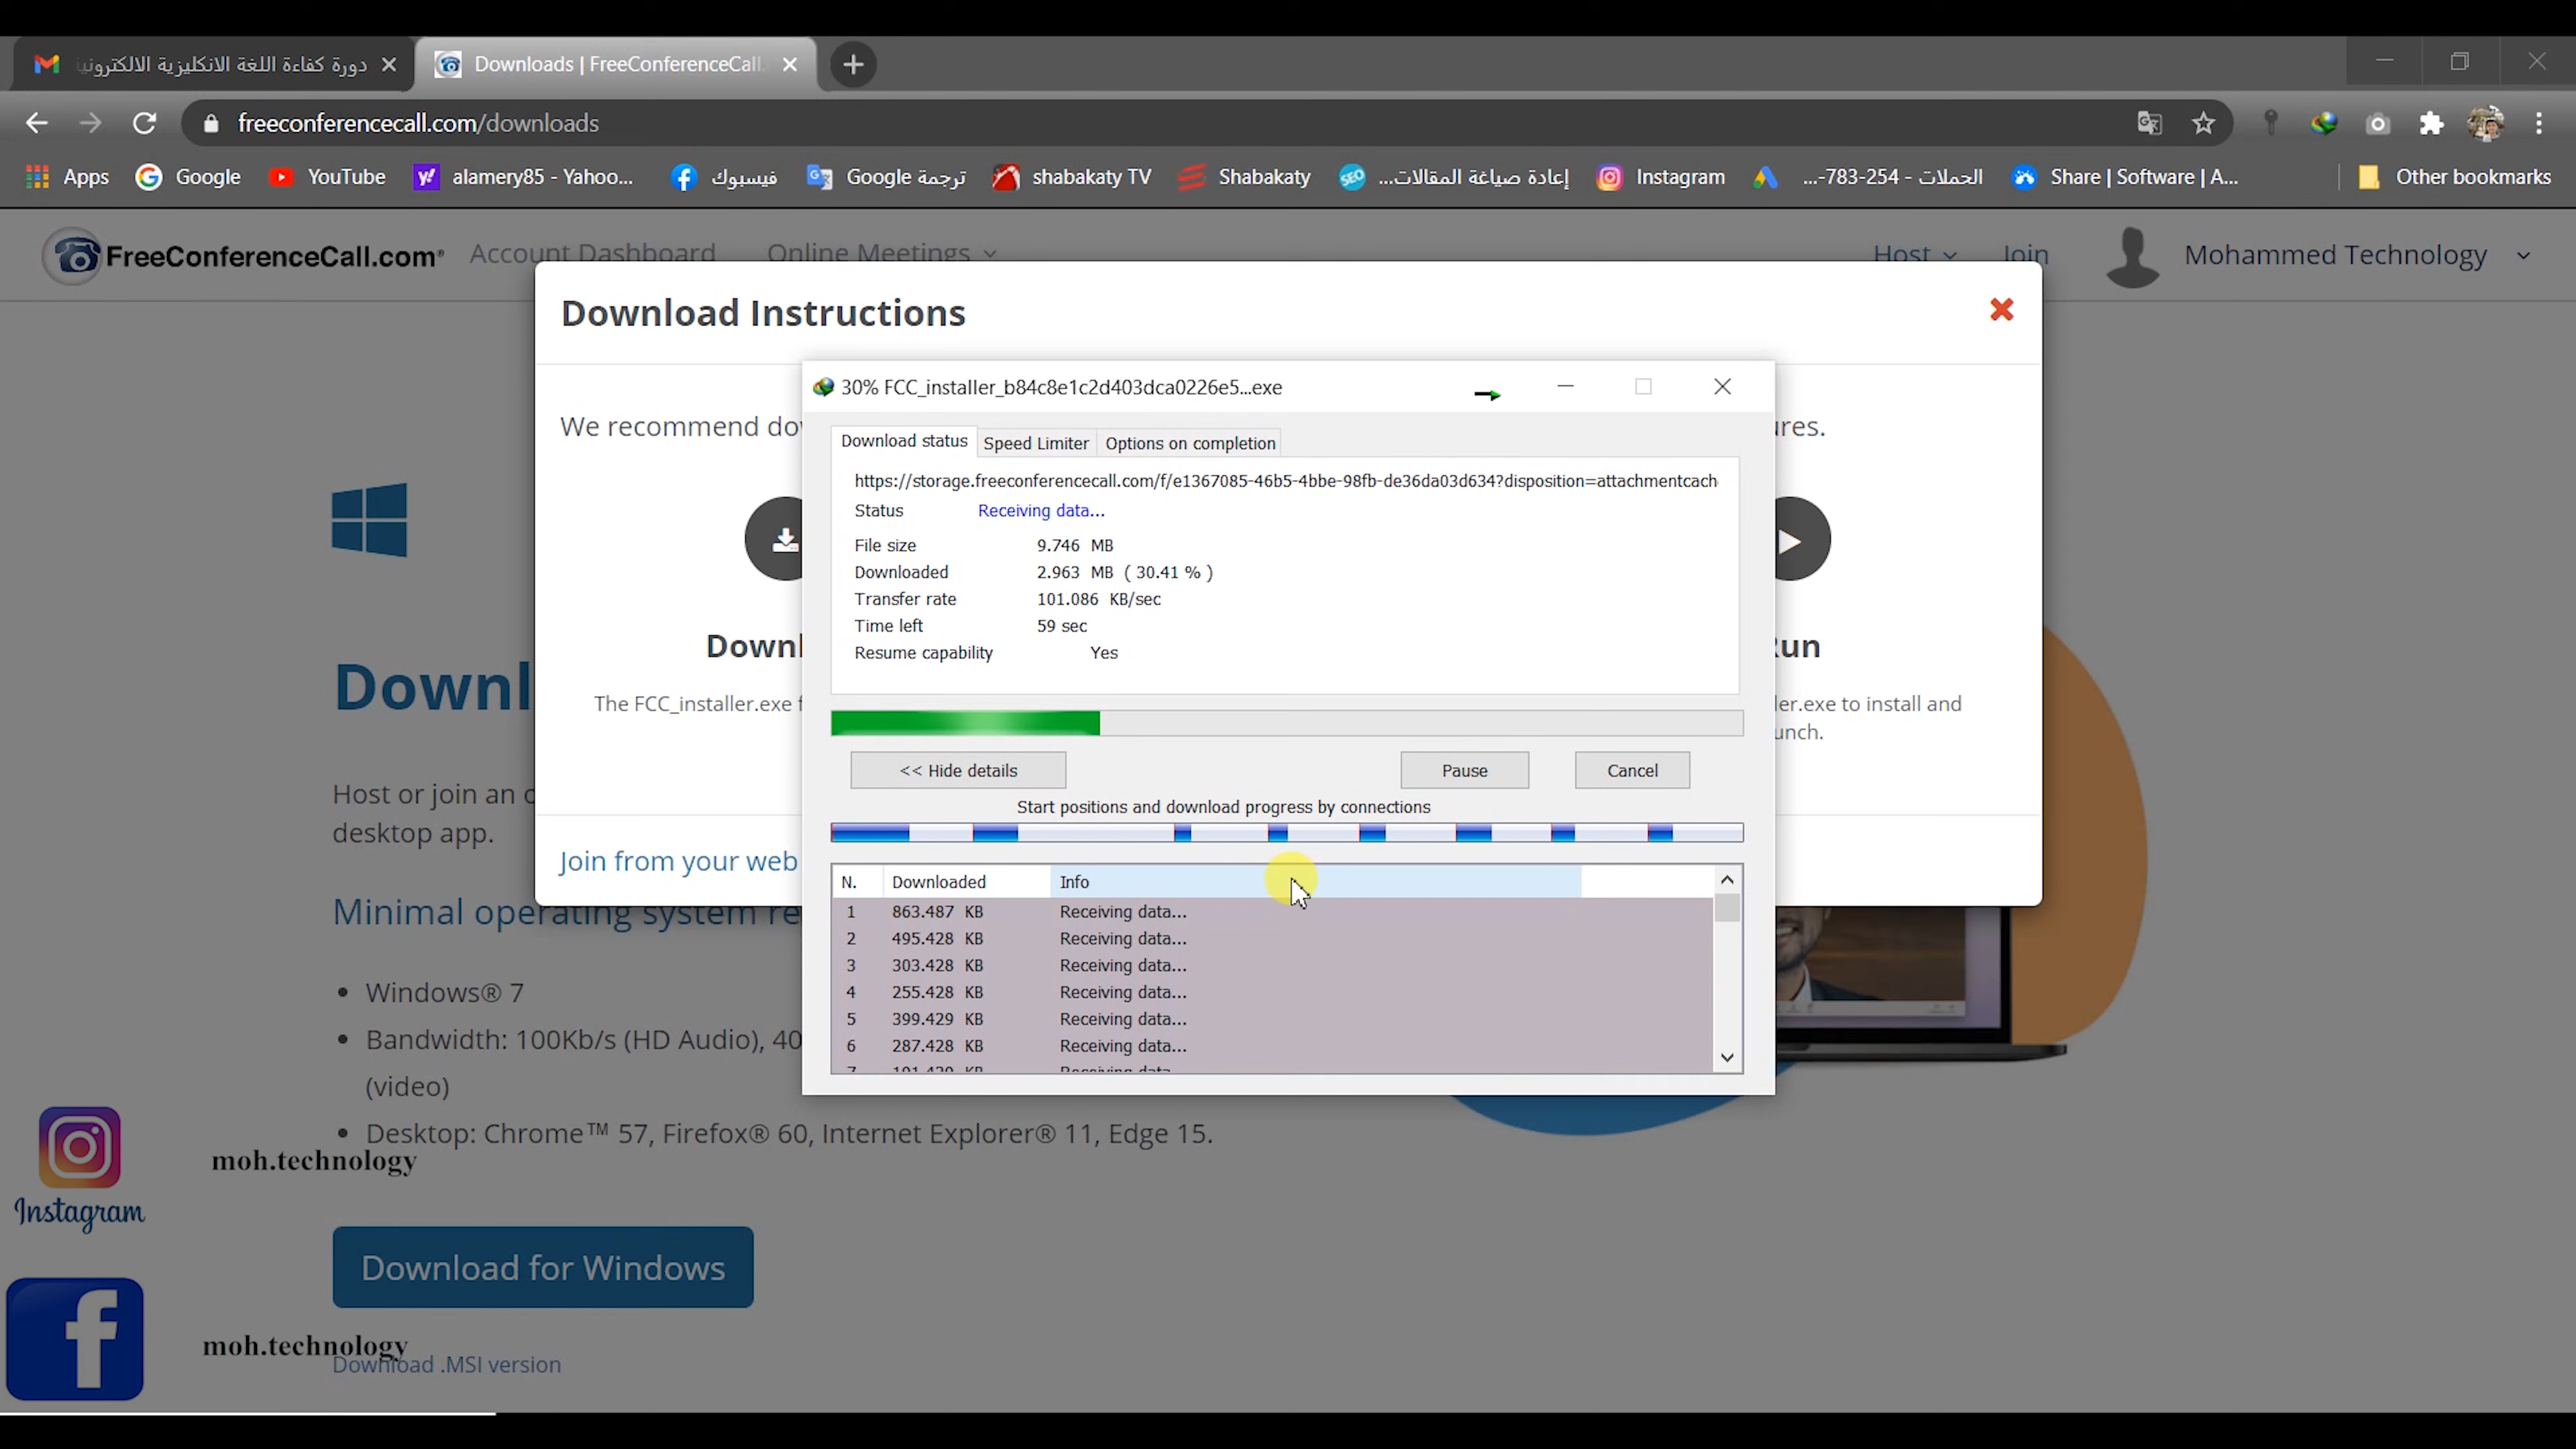 دورة كفاءة اللغة الانكليزية الالكترونية
Downloads | FreeConferenceCall.
freeconferencecall.com/downloads
Apps
Google
YouTube
alamery85 - Yahoo...
فيسبوك
ترجمة Google
shabakaty TV
Shabakaty
إعادة صياغة المقالات...
Instagram
الحملات - 254-783-...
Share | Software | A...
Other bookmarks
FreeConferenceCall.com®
Account Dashboard
Online Meetings
Host
Join
Mohammed Technology
Download Instructions
We recommend do
ures.
30% FCC_installer_b84c8e1c2d403dca0226e5...exe
Download status
Speed Limiter
Options on completion
https://storage.freeconferencecall.com/f/e1367085-46b5-4bbe-98fb-de36da03d634?disposition=attachmentcach
Status Receiving data...
File size 9.746 MB
Downloaded 2.963 MB ( 30.41 % )
Transfer rate 101.086 KB/sec
Time left 59 sec
Resume capability Yes
<< Hide details
Pause
Cancel
Start positions and download progress by connections
N. Downloaded Info
1 863.487 KB Receiving data...
2 495.428 KB Receiving data...
3 303.428 KB Receiving data...
4 255.428 KB Receiving data...
5 399.429 KB Receiving data...
6 287.428 KB Receiving data...
Down
Run
The FCC_installer.exe f
ler.exe to install and
unch.
Join from your web
Downl
Host or join an o
desktop app.
Minimal operating system re
Windows® 7
Bandwidth: 100Kb/s (HD Audio), 40
(video)
Desktop: Chrome™ 57, Firefox® 60, Internet Explorer® 11, Edge 15.
moh.technology
Instagram
Download for Windows
moh.technology
Download .MSI version